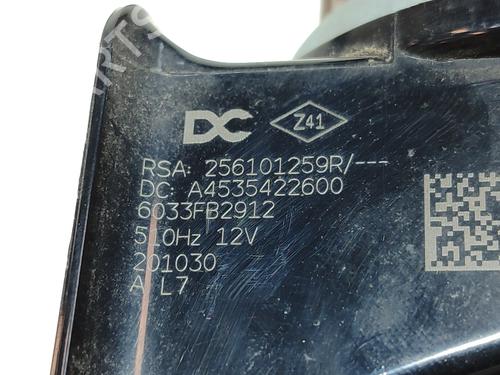 DC Z41
RSA: 256101259R/---
DC: A4535422600
6033FB2912
510Hz 12V
201030
A L7